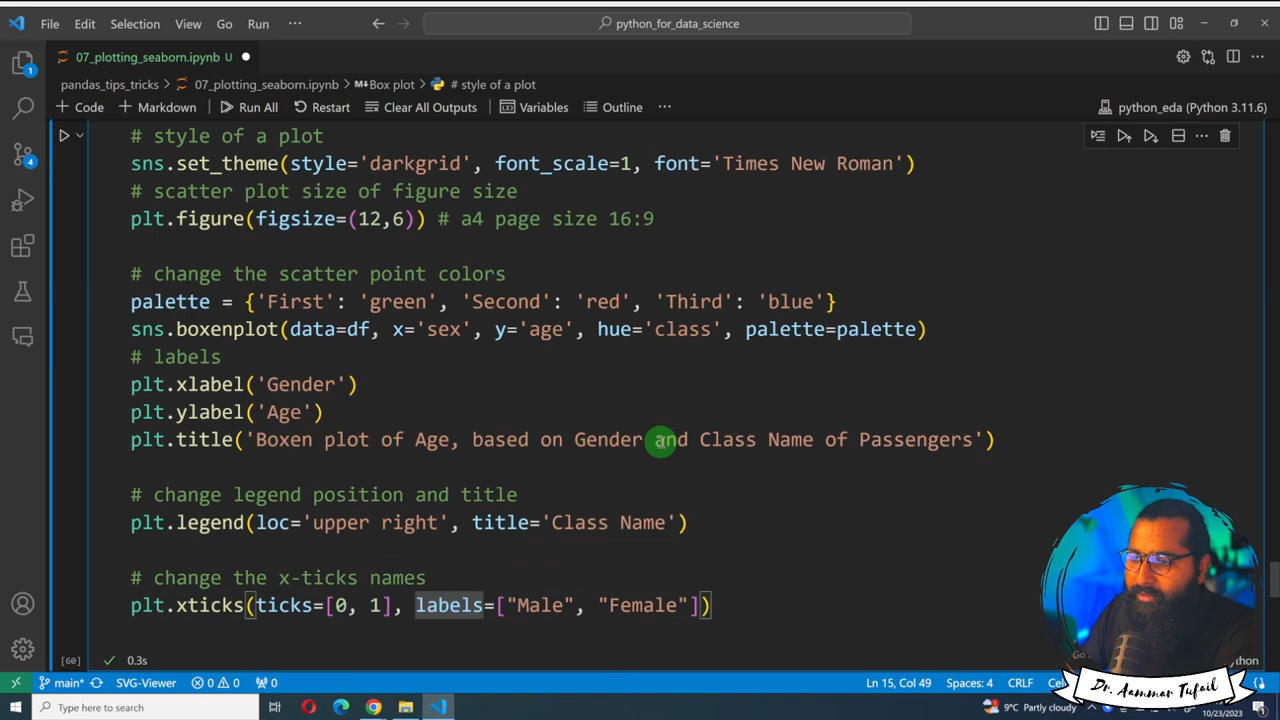 File Edit Selection View Go Run ··· python_for_data_science
07_plotting_seaborn.ipynb U
pandas_tips_tricks > 07_plotting_seaborn.ipynb > M↓Box plot > # style of a plot
+ Code + Markdown Run All Restart Clear All Outputs Variables Outline ··· python_eda (Python 3.11.6)
# style of a plot
sns.set_theme(style='darkgrid', font_scale=1, font='Times New Roman')
# scatter plot size of figure size
plt.figure(figsize=(12,6)) # a4 page size 16:9
# change the scatter point colors
palette = {'First': 'green', 'Second': 'red', 'Third': 'blue'}
sns.boxenplot(data=df, x='sex', y='age', hue='class', palette=palette)
# labels
plt.xlabel('Gender')
plt.ylabel('Age')
plt.title('Boxen plot of Age, based on Gender and Class Name of Passengers')
# change legend position and title
plt.legend(loc='upper right', title='Class Name')
# change the x-ticks names
plt.xticks(ticks=[0, 1], labels=["Male", "Female"])
[60] ✓ 0.3s
main* SVG-Viewer 0 0 0 Ln 15, Col 49 Spaces: 4 CRLF
Dr. Aammar Tufail
Type here to search 9°C Partly cloudy 10/23/2023